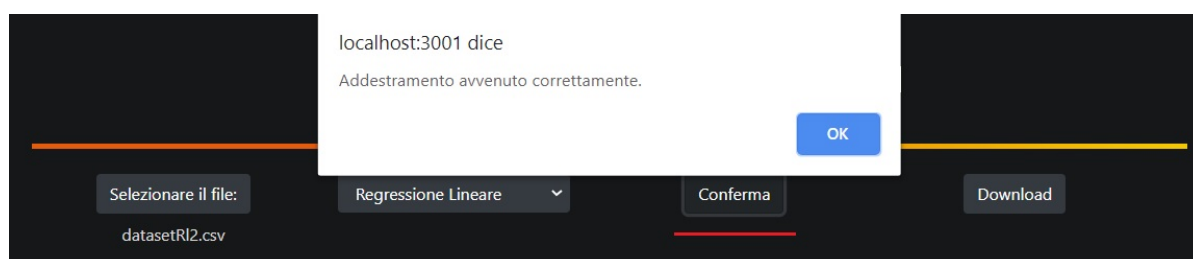 localhost:3001 dice
Addestramento avvenuto correttamente.
OK
Selezionare il file: Regressione Lineare Conferma Download
datasetRl2.csv